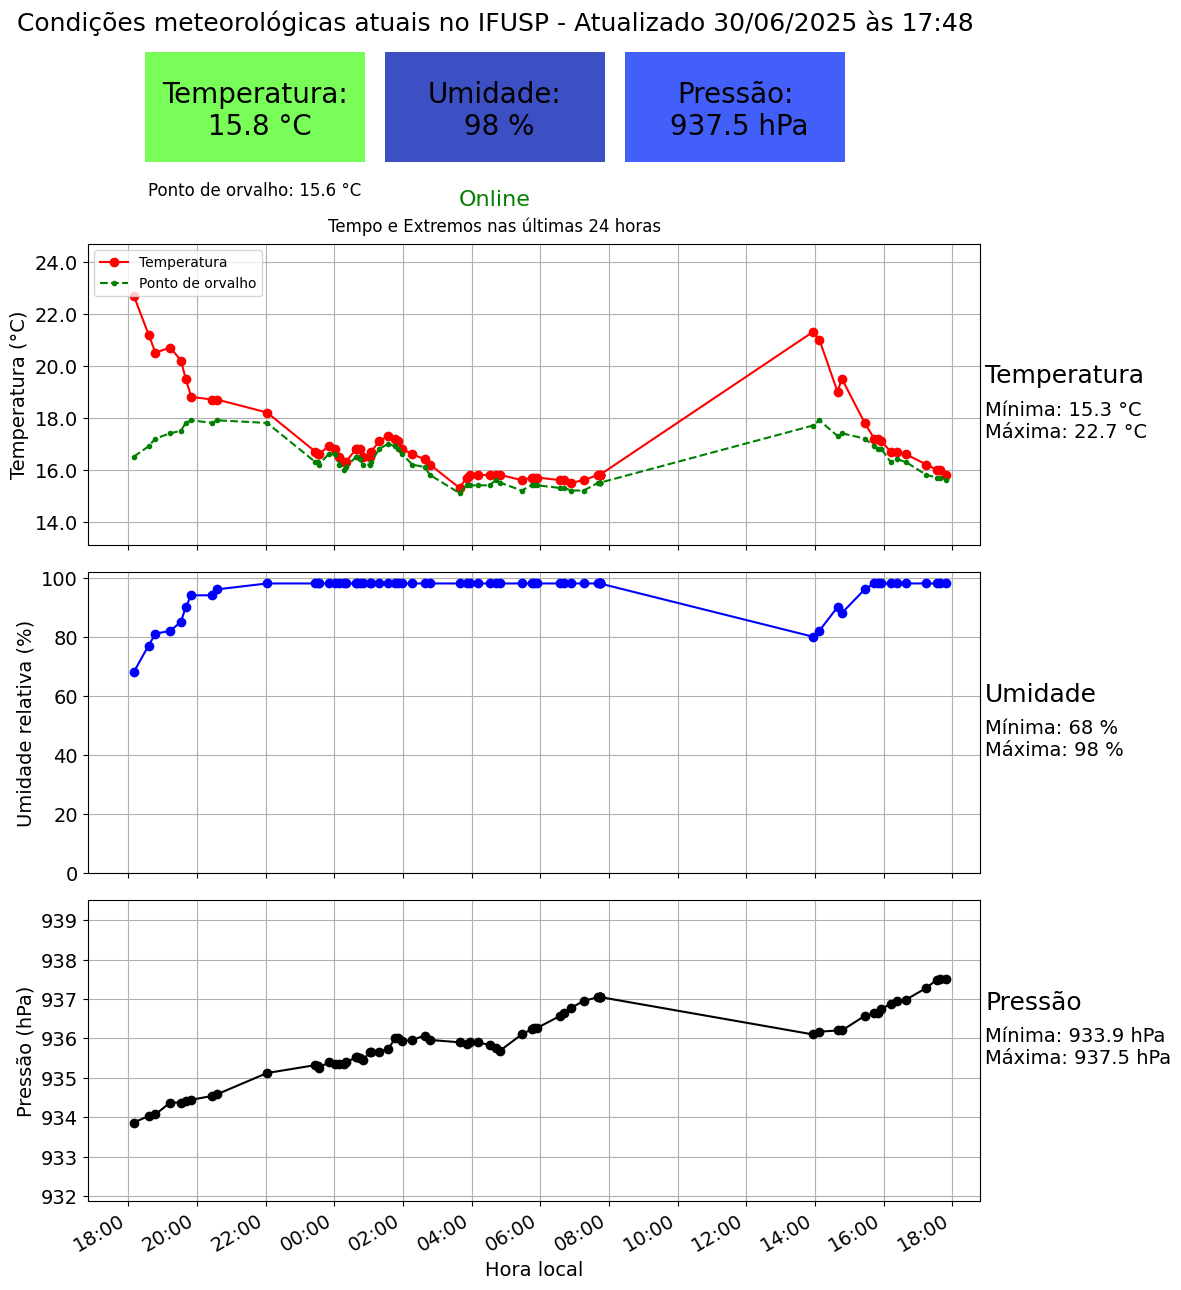 Condições meteorológicas atuais no IFUSP - Atualizado 30/06/2025 às 17:48
Temperatura:
15.8 °C
Umidade:
98 %
Pressão:
937.5 hPa
Ponto de orvalho: 15.6 °C
Online
Tempo e Extremos nas últimas 24 horas
Temperatura
Ponto de orvalho
Temperatura (°C)
24.0
22.0
20.0
18.0
16.0
14.0
Temperatura
Mínima: 15.3 °C
Máxima: 22.7 °C
Umidade relativa (%)
100
80
60
40
20
0
Umidade
Mínima: 68 %
Máxima: 98 %
Pressão (hPa)
939
938
937
936
935
934
933
932
Pressão
Mínima: 933.9 hPa
Máxima: 937.5 hPa
18:00 20:00 22:00 00:00 02:00 04:00 06:00 08:00 10:00 12:00 14:00 16:00 18:00
Hora local